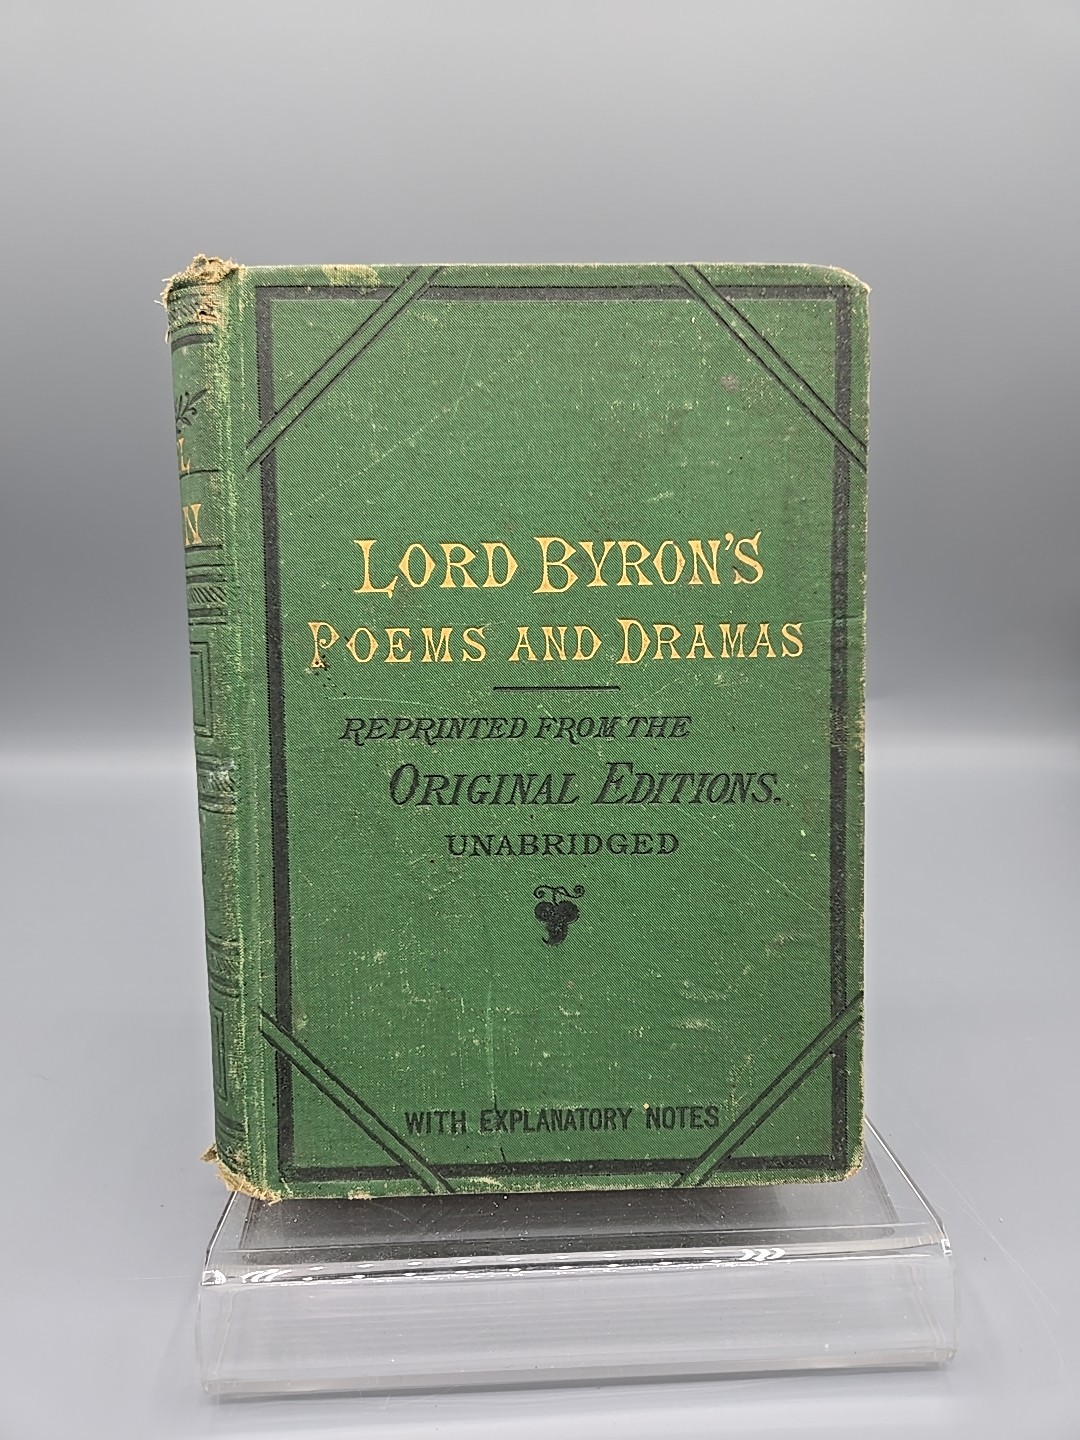 LORD BYRON'S
POEMS AND DRAMAS
REPRINTED FROM THE
ORIGINAL EDITIONS.
UNABRIDGED
WITH EXPLANATORY NOTES